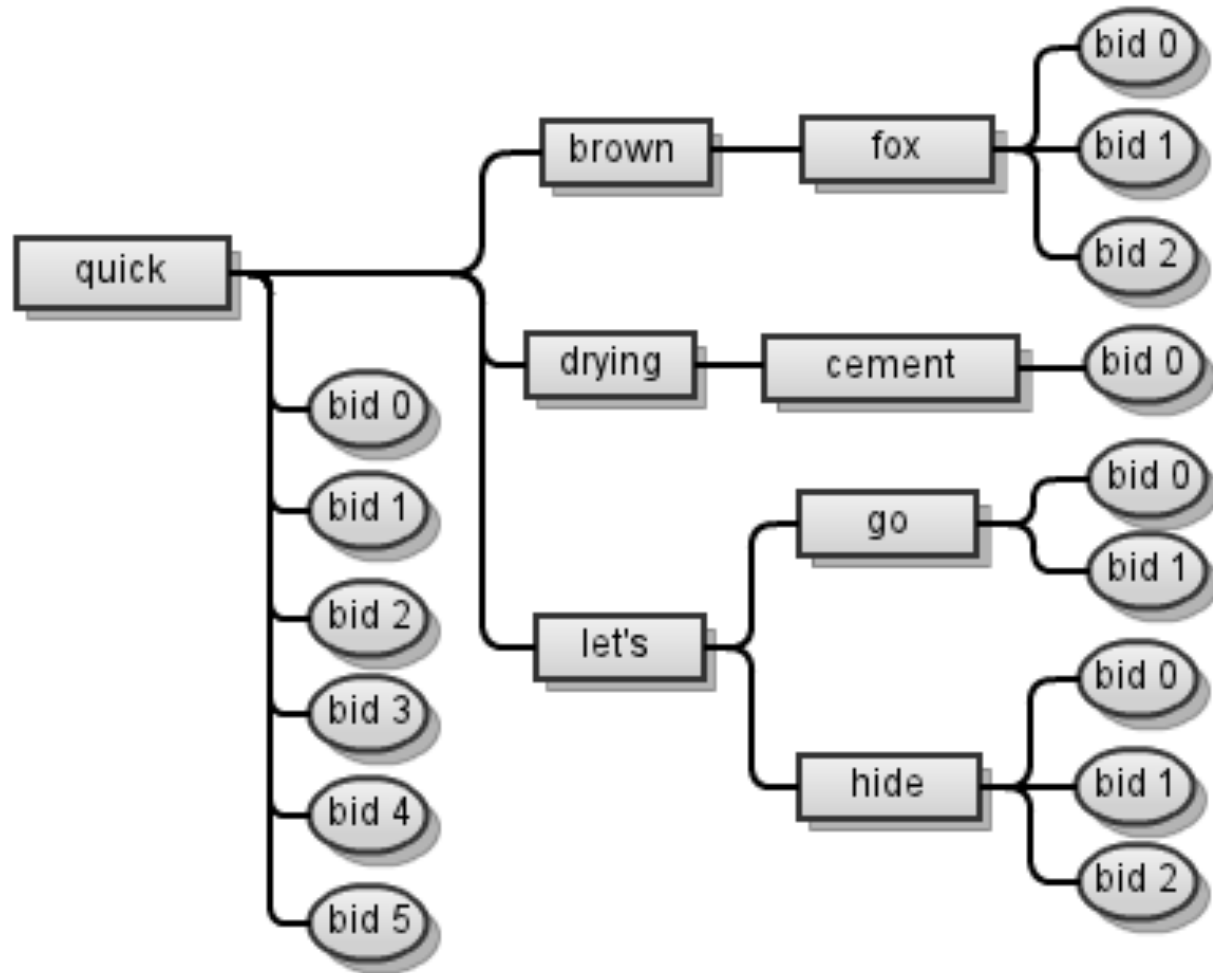 quick
brown
fox
bid 0
bid 1
bid 2
drying
cement
bid 0
let's
go
bid 0
bid 1
hide
bid 0
bid 1
bid 2
bid 0
bid 1
bid 2
bid 3
bid 4
bid 5